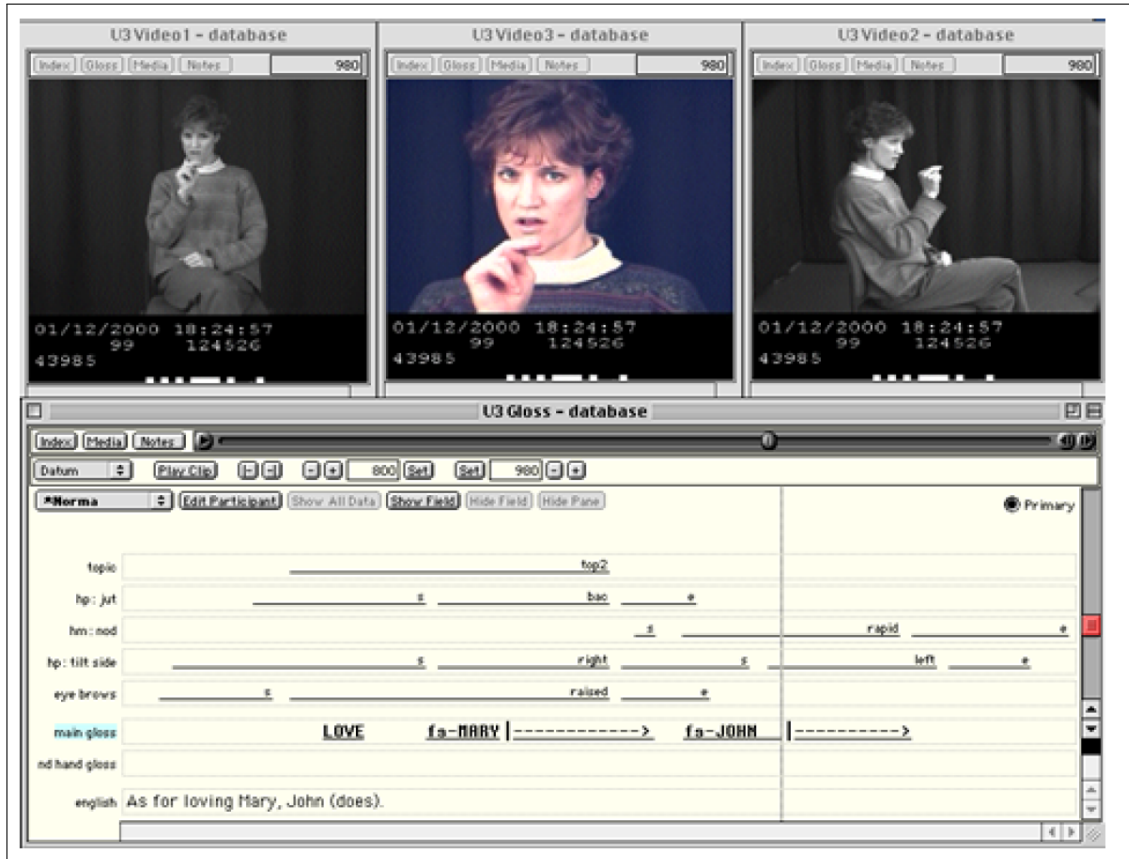 U3 Video1 - database U3 Video3 - database U3 Video2 - database
Index Gloss Media Notes 980 Index Gloss Media Notes 980 Index Gloss Media Notes 980
01/12/2000 18:24:57 01/12/2000 18:24:57 01/12/2000 18:24:57
99 124526 99 124526 99 124526
43985 43985 43985
U3 Gloss - database
Index Media Notes
Datum Play Clip |- -| - + 800 Set Set 980 - +
*Norma Edit Participant Show All Data Show Field Hide Field Hide Pane Primary
topic top2
hp: jut s bac e
hm: nod s rapid e
hp: tilt side s right s left e
eye brows s raised e
main gloss LOVE fs-MARY |------------> fs-JOHN |---------->
nd hand gloss
english As for loving Mary, John (does).